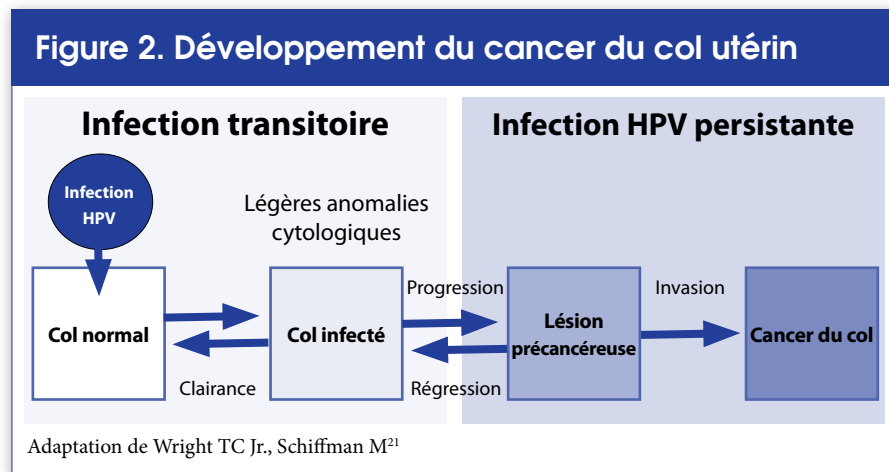 Figure 2. Développement du cancer du col utérin
Infection transitoire
Infection HPV persistante
Infection
HPV
Légères anomalies
cytologiques
Progression
Invasion
Col normal
Col infecté
Lésion
précancéreuse
Cancer du col
Clairance
Régression
Adaptation de Wright TC Jr., Schiffman M²¹